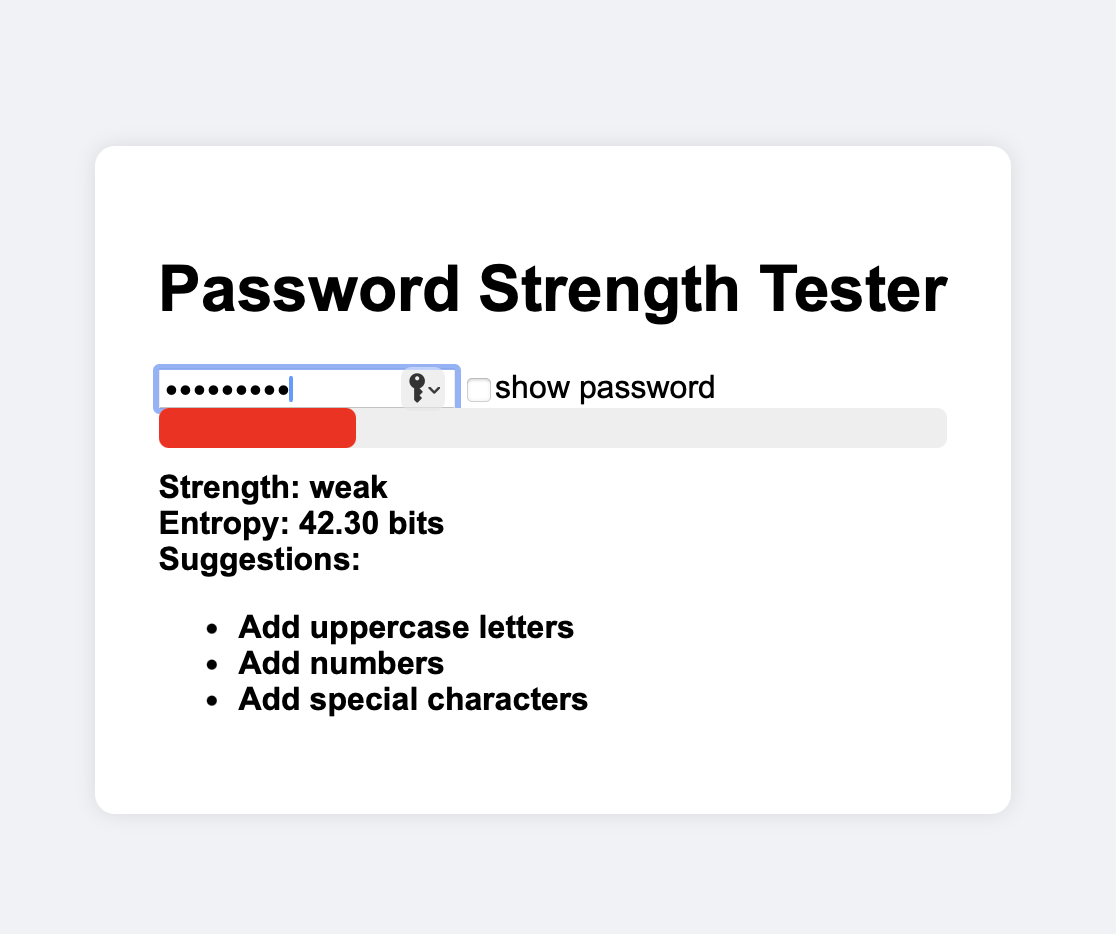 Password Strength Tester
••••••••• show password
Strength: weak
Entropy: 42.30 bits
Suggestions:
• Add uppercase letters
• Add numbers
• Add special characters